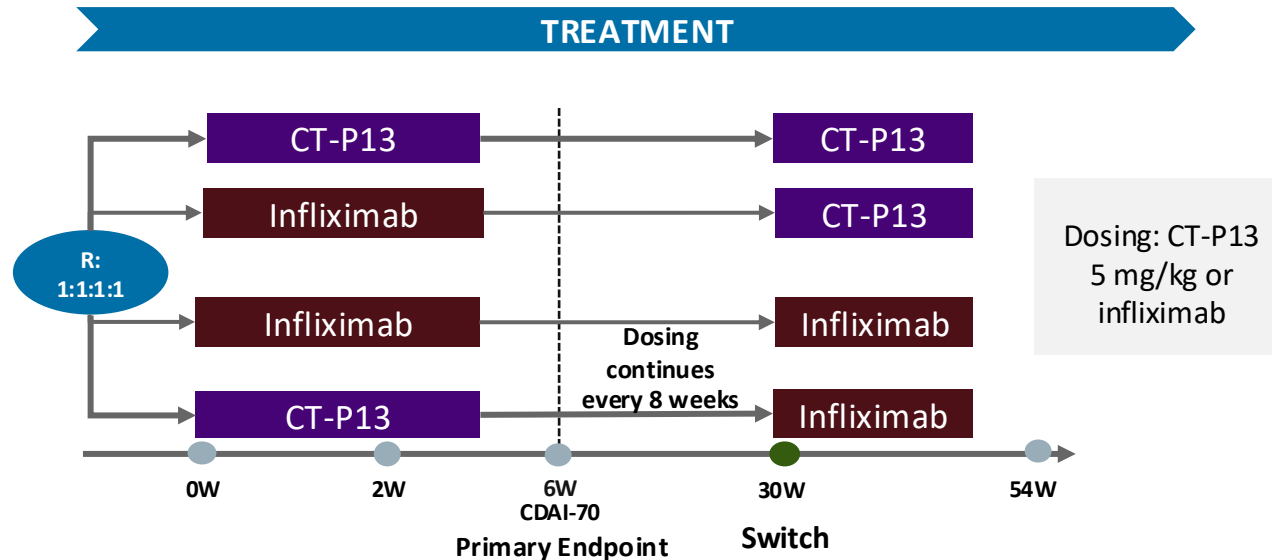 TREATMENT
CT-P13
CT-P13
Infliximab
CT-P13
R:
1:1:1:1
Infliximab
Infliximab
Dosing
continues
every 8 weeks
CT-P13
Infliximab
Dosing: CT-P13
5 mg/kg or
infliximab
0W
2W
6W
30W
54W
CDAI-70
Primary Endpoint
Switch